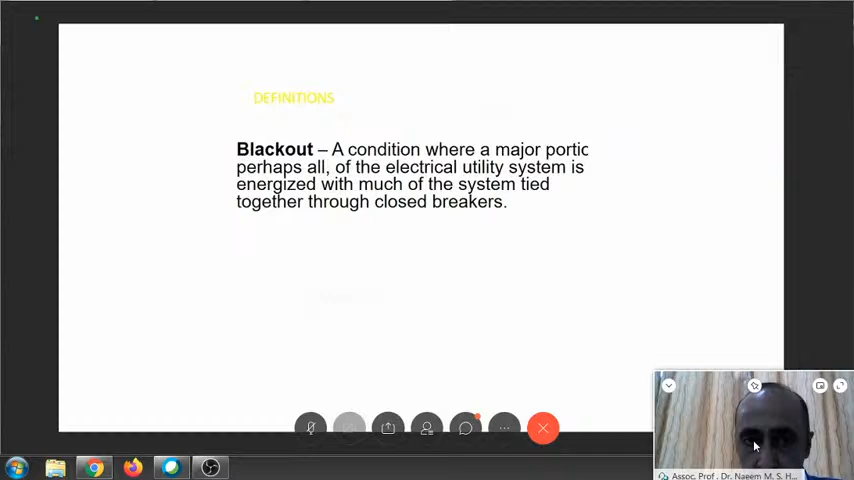 DEFINITIONS
Blackout – A condition where a major portic
perhaps all, of the electrical utility system is
energized with much of the system tied
together through closed breakers.
Assoc. Prof . Dr. Naeem M. S. H...